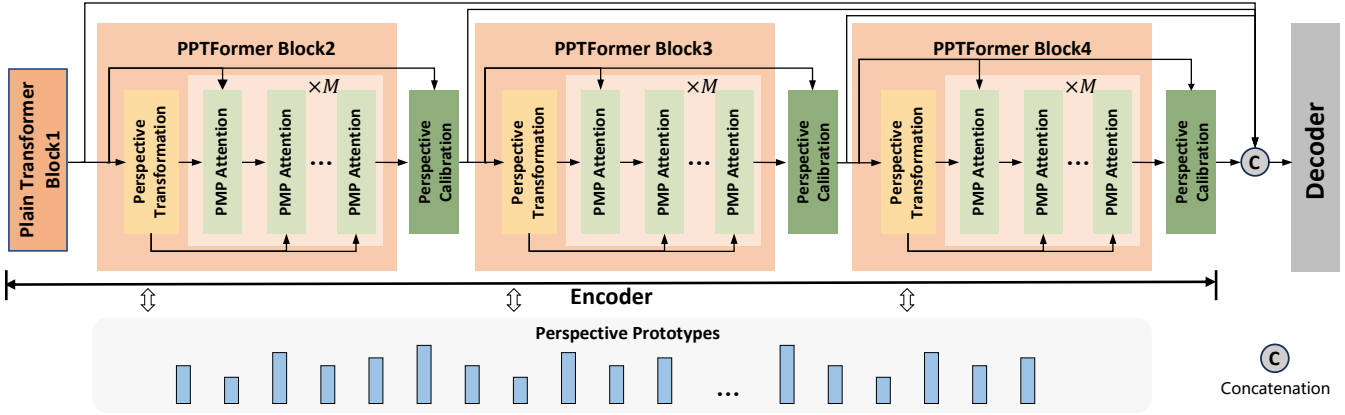 Plain Transformer
Block1
PPTFormer Block2
Perspective
Transformation
PMP Attention
PMP Attention
...
PMP Attention
×M
Perspective
Calibration
PPTFormer Block3
Perspective
Transformation
PMP Attention
PMP Attention
...
PMP Attention
×M
Perspective
Calibration
PPTFormer Block4
Perspective
Transformation
PMP Attention
PMP Attention
...
PMP Attention
×M
Perspective
Calibration
C
Decoder
Encoder
Perspective Prototypes
...
C
Concatenation